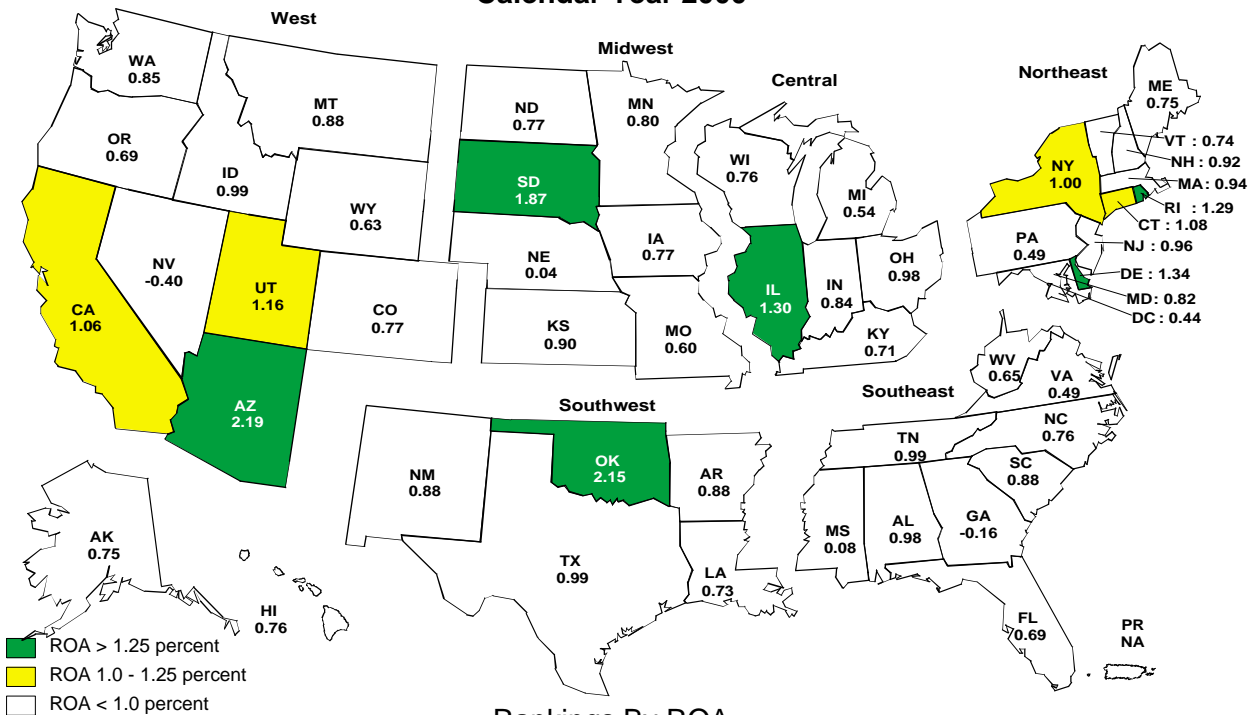 West
Midwest
Central
Northeast
WA
0.85
MT
0.88
OR
0.69
ID
0.99
WY
0.63
NV
-0.40
UT
1.16
CA
1.06
CO
0.77
AZ
2.19
ND
0.77
MN
0.80
SD
1.87
NE
0.04
IA
0.77
KS
0.90
MO
0.60
WI
0.76
MI
0.54
IL
1.30
IN
0.84
OH
0.98
KY
0.71
ME
0.75
VT : 0.74
NH : 0.92
MA: 0.94
RI : 1.29
CT : 1.08
NJ : 0.96
DE : 1.34
MD: 0.82
DC : 0.44
NY
1.00
PA
0.49
Southwest
Southeast
NM
0.88
OK
2.15
AR
0.88
TX
0.99
LA
0.73
WV
0.65
VA
0.49
TN
0.99
NC
0.76
SC
0.88
MS
0.08
AL
0.98
GA
-0.16
FL
0.69
PR
NA
AK
0.75
HI
0.76
ROA > 1.25 percent
ROA 1.0 - 1.25 percent
ROA < 1.0 percent